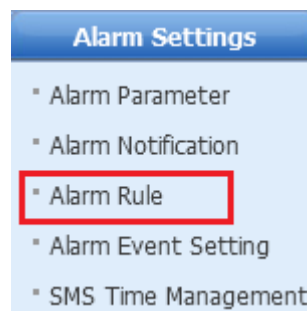 Alarm Settings
Alarm Parameter
Alarm Notification
Alarm Rule
Alarm Event Setting
SMS Time Management